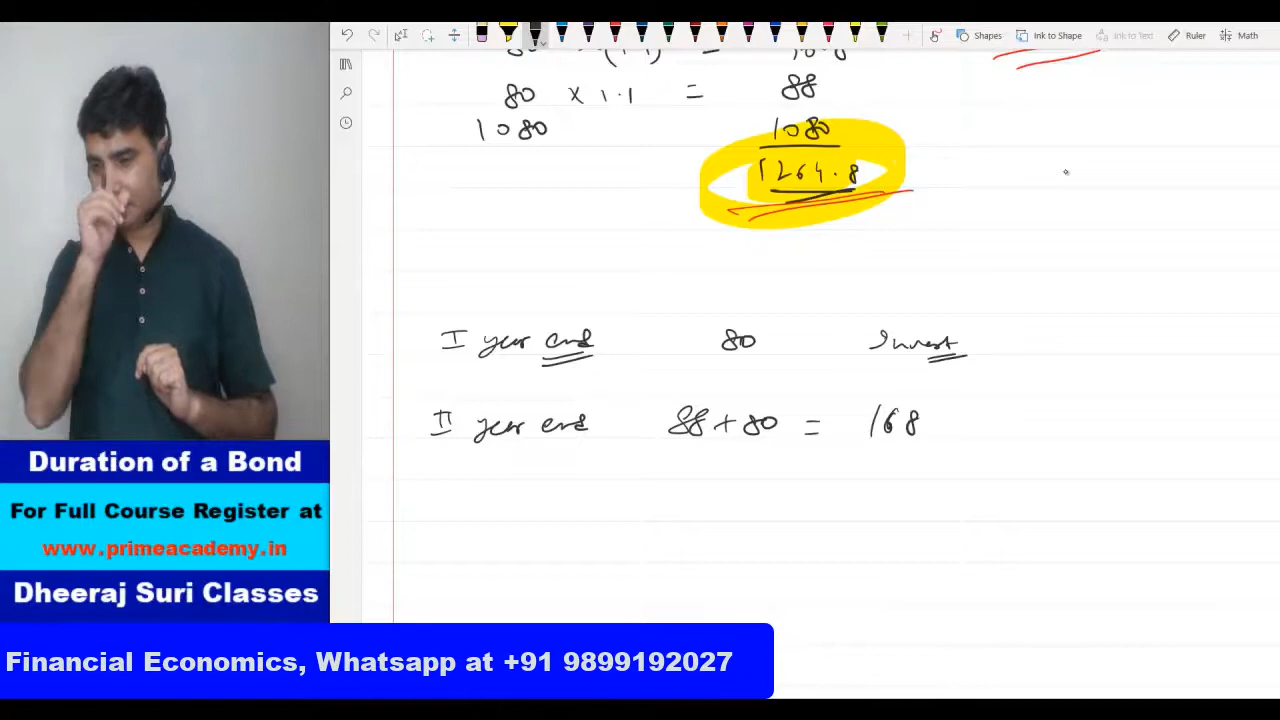 Shapes Ink to Shape Ink to Text Ruler Math
80 × 1.1 = 88
1080 1080
1264.8
I year end 80 Invest
II year end 88 + 80 = 168
Duration of a Bond
For Full Course Register at
www.primeacademy.in
Dheeraj Suri Classes
Financial Economics, Whatsapp at +91 9899192027